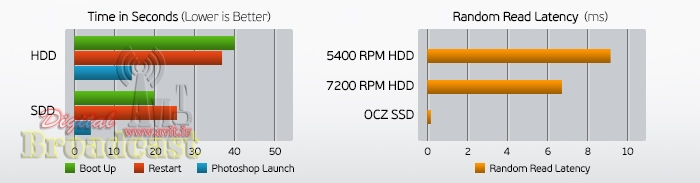 Time in Seconds (Lower is Better)
HDD
SDD
0 10 20 30 40 50
Boot Up Restart Photoshop Launch
Random Read Latency (ms)
5400 RPM HDD
7200 RPM HDD
OCZ SSD
0 2 4 6 8 10
Random Read Latency
Digital
Broadcast
www.avit.ir